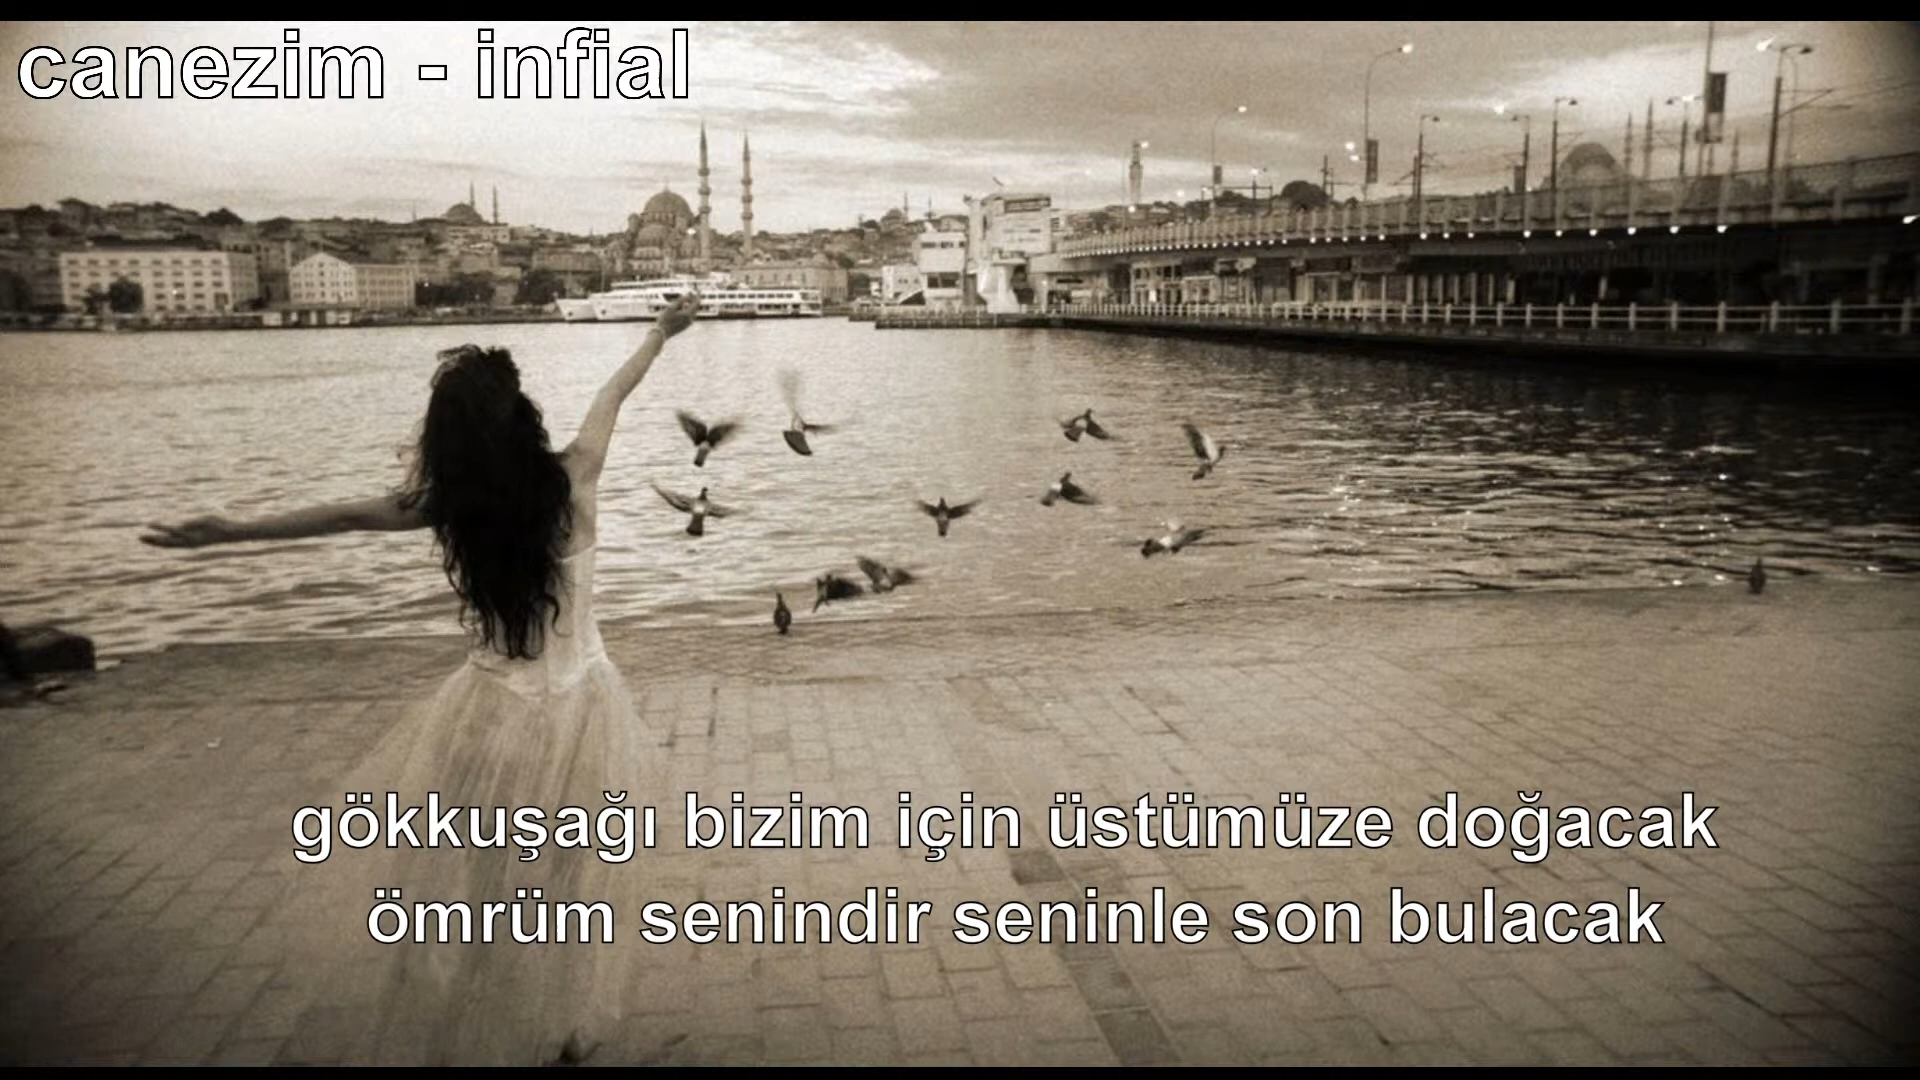 canezim - infial
gökkuşağı bizim için üstümüze doğacak
ömrüm senindir seninle son bulacak